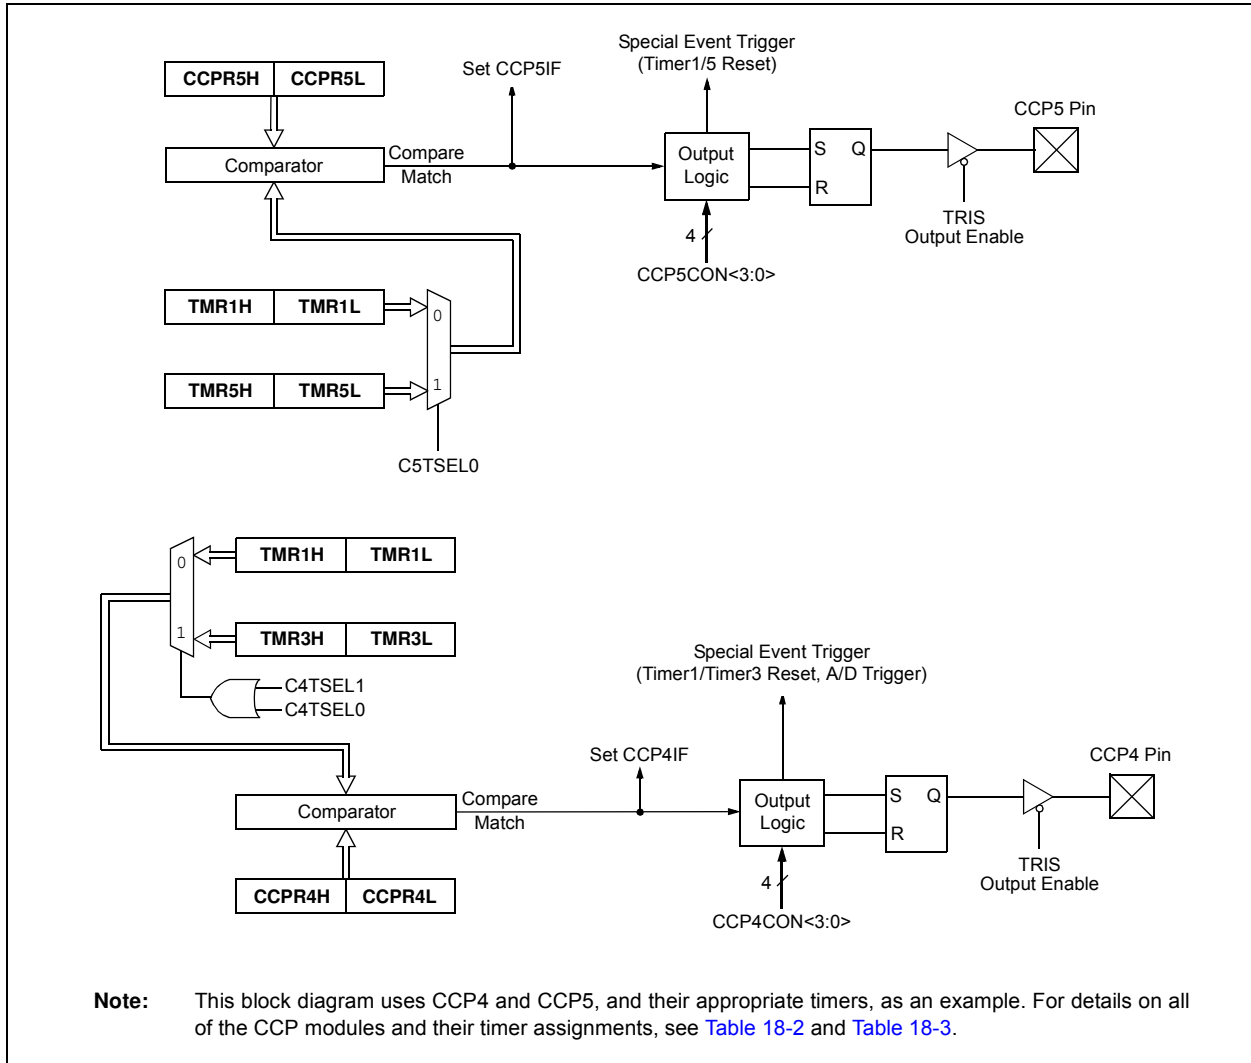 Special Event Trigger
(Timer1/5 Reset)
Set CCP5IF
CCPR5H CCPR5L
CCP5 Pin
Comparator
Compare
Match
Output
Logic
S Q
R
TRIS
Output Enable
4
CCP5CON<3:0>
TMR1H TMR1L
0
TMR5H TMR5L
1
C5TSEL0
0
TMR1H TMR1L
1
TMR3H TMR3L
C4TSEL1
C4TSEL0
Special Event Trigger
(Timer1/Timer3 Reset, A/D Trigger)
Set CCP4IF
CCP4 Pin
Comparator
Compare
Match
Output
Logic
S Q
R
TRIS
Output Enable
4
CCPR4H CCPR4L
CCP4CON<3:0>
Note: This block diagram uses CCP4 and CCP5, and their appropriate timers, as an example. For details on all
of the CCP modules and their timer assignments, see Table 18-2 and Table 18-3.